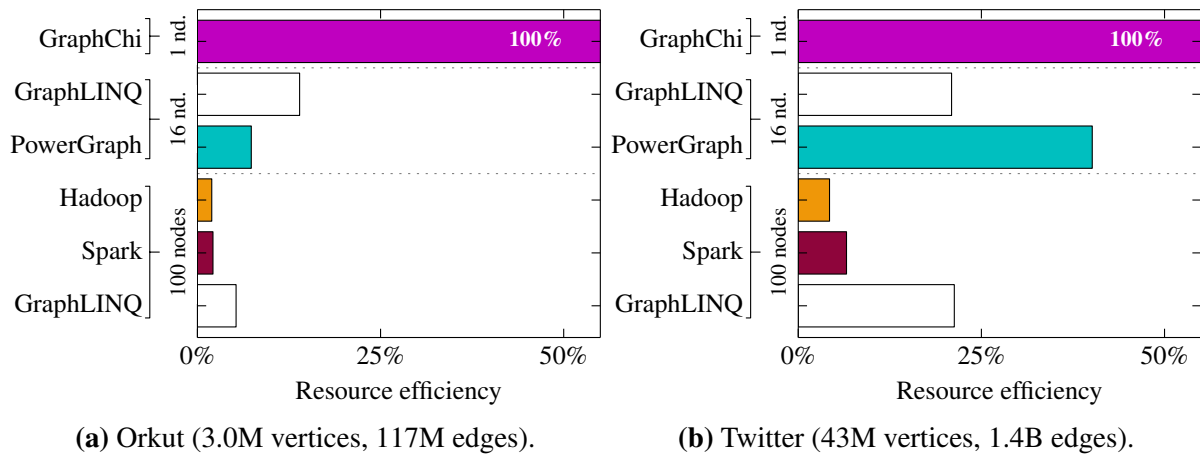 GraphChi
1 nd.
100%
GraphLINQ
PowerGraph
16 nd.
Hadoop
Spark
GraphLINQ
100 nodes
0%
25%
50%
Resource efficiency
(a) Orkut (3.0M vertices, 117M edges).
GraphChi
1 nd.
100%
GraphLINQ
PowerGraph
16 nd.
Hadoop
Spark
GraphLINQ
100 nodes
0%
25%
50%
Resource efficiency
(b) Twitter (43M vertices, 1.4B edges).